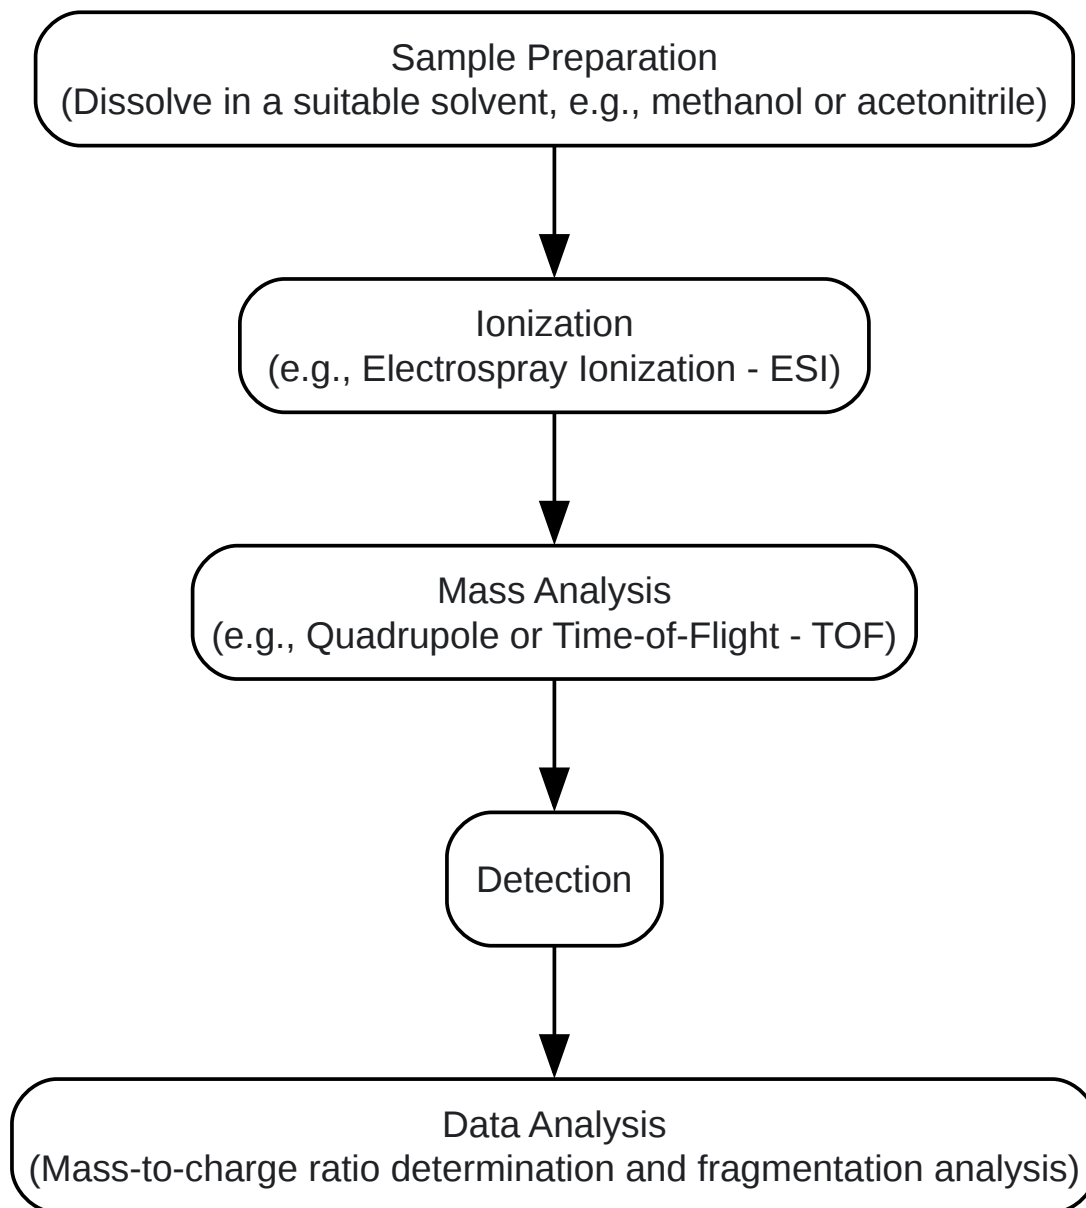 Sample Preparation
(Dissolve in a suitable solvent, e.g., methanol or acetonitrile)
Ionization
(e.g., Electrospray Ionization - ESI)
Mass Analysis
(e.g., Quadrupole or Time-of-Flight - TOF)
Detection
Data Analysis
(Mass-to-charge ratio determination and fragmentation analysis)